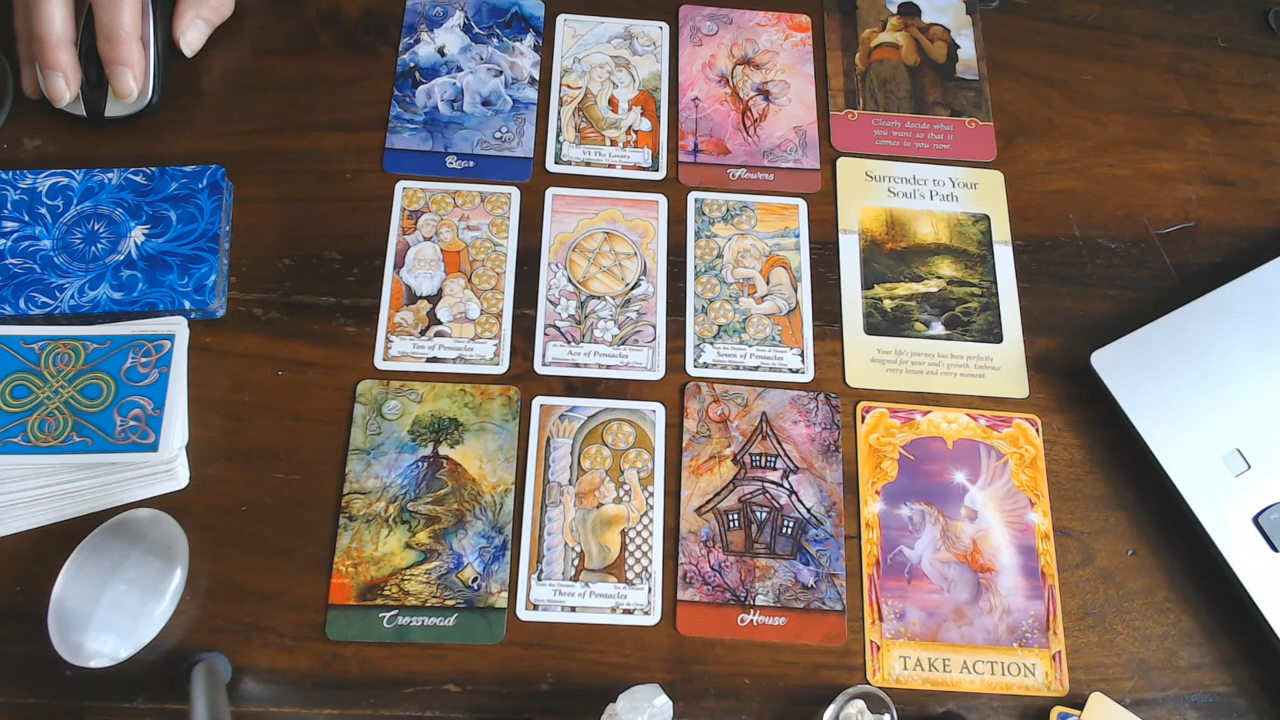 15
Bear
VI The Lovers
Flowers
Clearly decide what
you want so that it
comes to you now.
Ten of Pentacles
Ace of Pentacles
Seven of Pentacles
Surrender to Your
Soul's Path
Your life's journey has been perfectly
designed for your soul's growth. Embrace
every lesson and every moment.
Crossroad
Three of Pentacles
House
TAKE ACTION